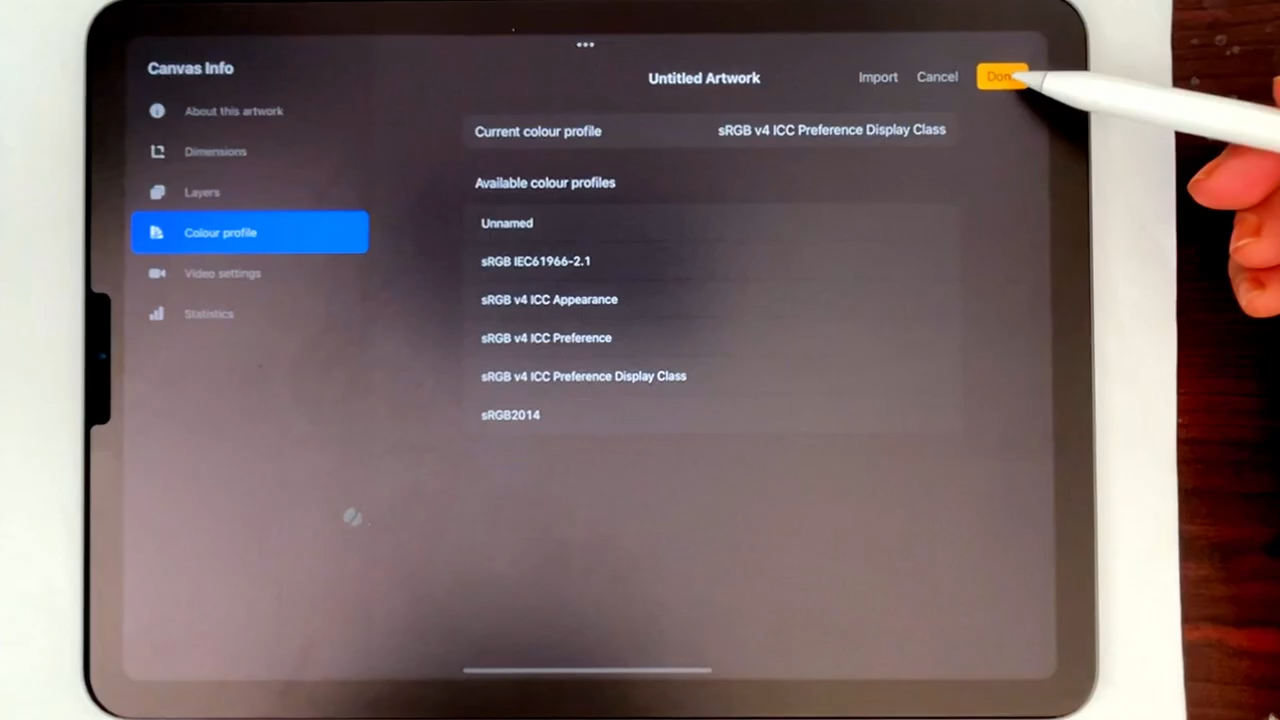 Canvas Info
Untitled Artwork
Import
Cancel
Don
About this artwork
Dimensions
Layers
Colour profile
Video settings
Statistics
Current colour profile
sRGB v4 ICC Preference Display Class
Available colour profiles
Unnamed
sRGB IEC61966-2.1
sRGB v4 ICC Appearance
sRGB v4 ICC Preference
sRGB v4 ICC Preference Display Class
sRGB2014